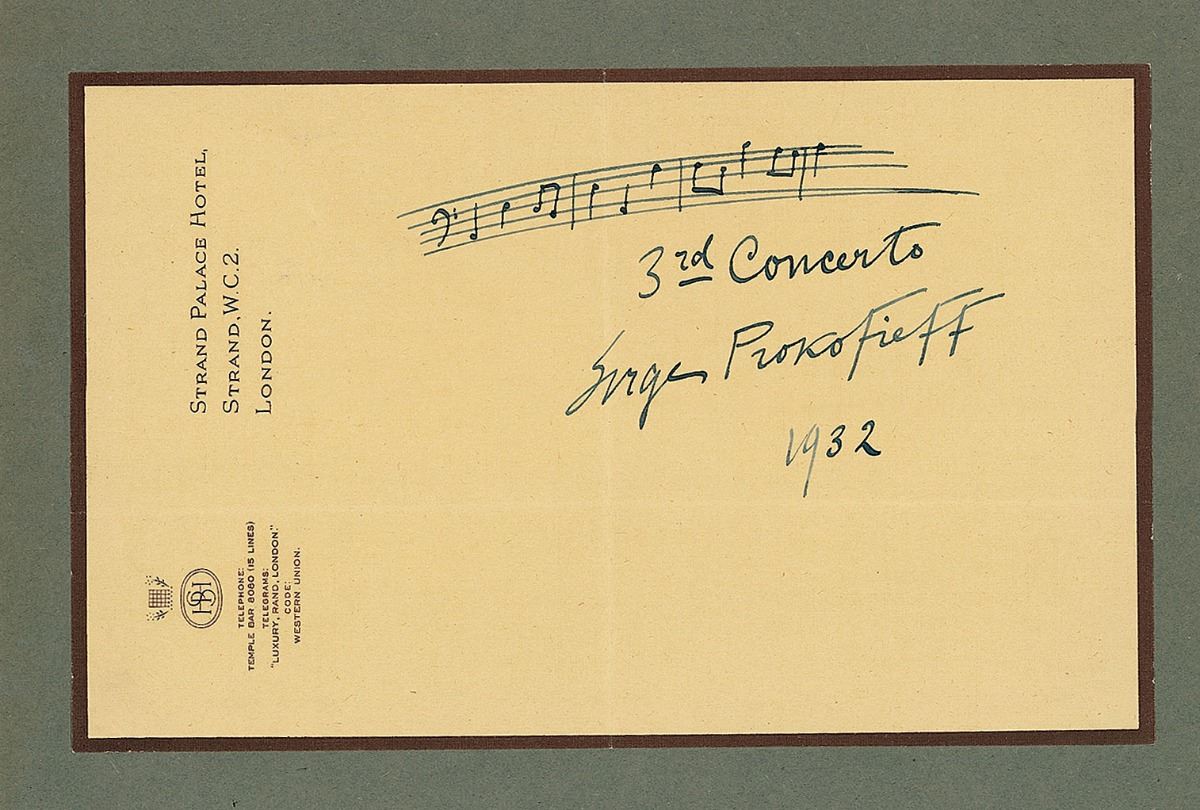 STRAND PALACE HOTEL,
STRAND, W.C.2.
LONDON.
HSB
TELEPHONE:
TEMPLE BAR 8080 (15 LINES)
TELEGRAMS:
"LUXURY, RAND, LONDON."
CODE:
WESTERN UNION.
3rd Concerto
Serge Prokofieff
1932